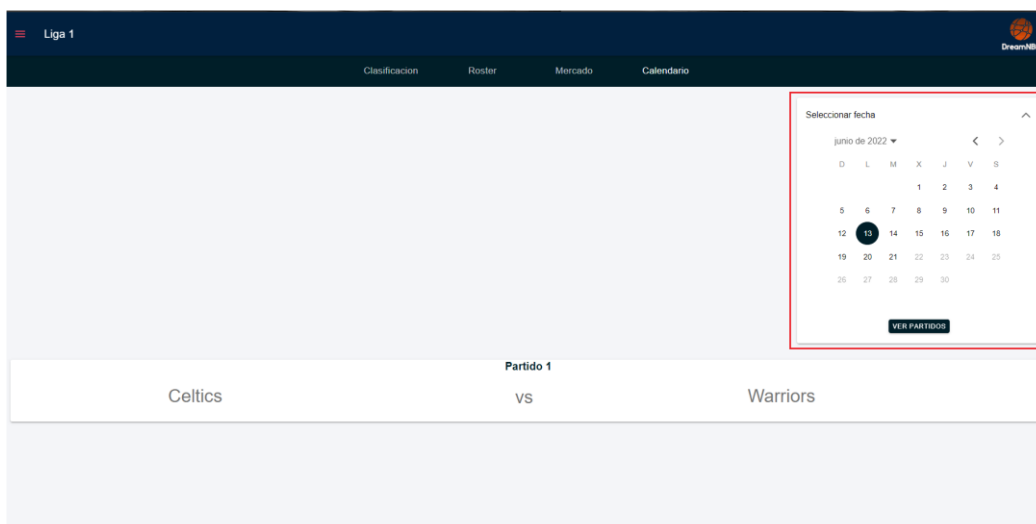 Liga 1
DreamNB
Clasificacion Roster Mercado Calendario
Seleccionar fecha
junio de 2022
D L M X J V S
1 2 3 4
5 6 7 8 9 10 11
12 13 14 15 16 17 18
19 20 21 22 23 24 25
26 27 28 29 30
VER PARTIDOS
Partido 1
Celtics vs Warriors